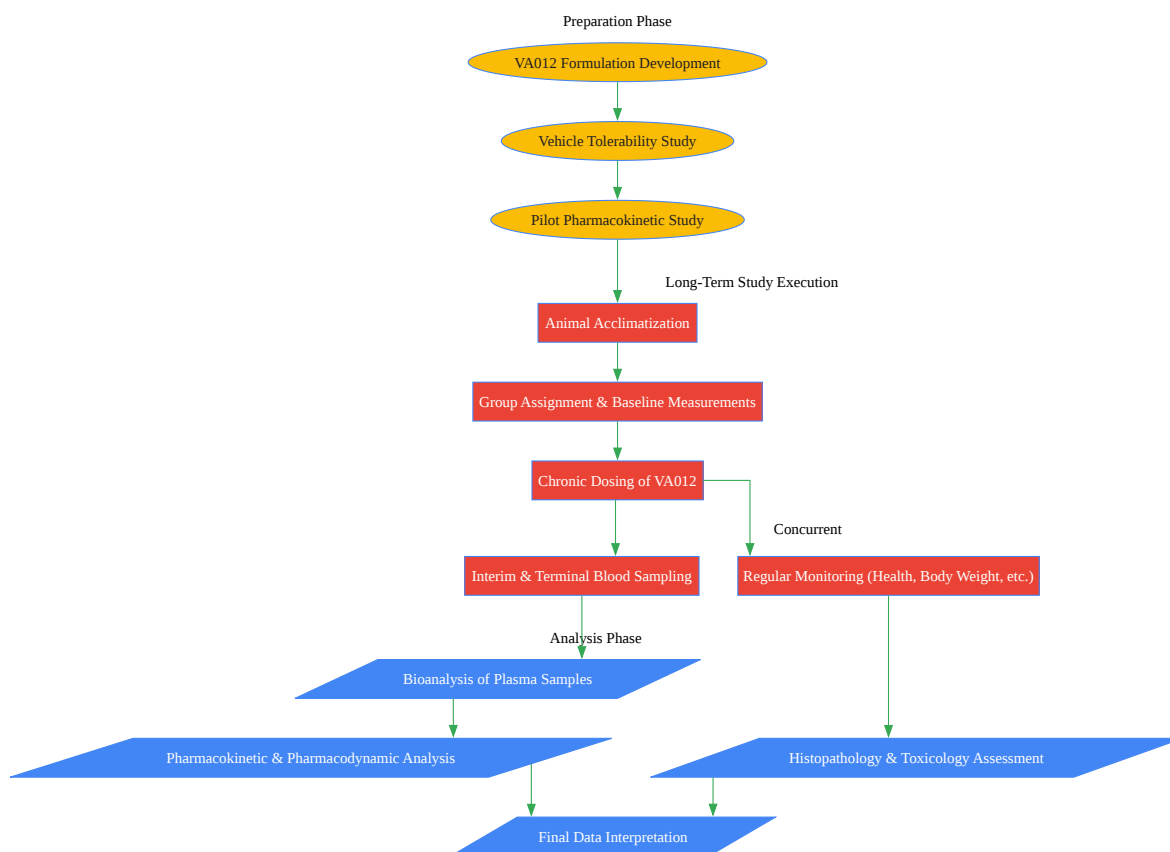 Preparation Phase
VA012 Formulation Development
Vehicle Tolerability Study
Pilot Pharmacokinetic Study
Long-Term Study Execution
Animal Acclimatization
Group Assignment & Baseline Measurements
Chronic Dosing of VA012
Concurrent
Interim & Terminal Blood Sampling
Regular Monitoring (Health, Body Weight, etc.)
Analysis Phase
Bioanalysis of Plasma Samples
Pharmacokinetic & Pharmacodynamic Analysis
Histopathology & Toxicology Assessment
Final Data Interpretation